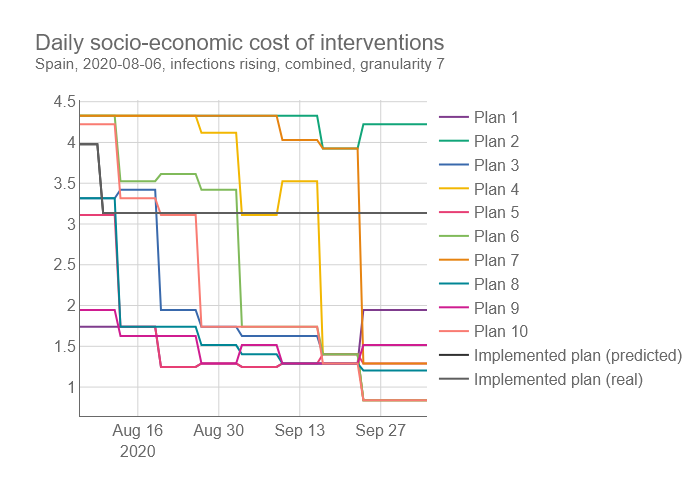 Daily socio-economic cost of interventions
Spain, 2020-08-06, infections rising, combined, granularity 7
4.5
4
3.5
3
2.5
2
1.5
1
Aug 16
2020
Aug 30
Sep 13
Sep 27
Plan 1
Plan 2
Plan 3
Plan 4
Plan 5
Plan 6
Plan 7
Plan 8
Plan 9
Plan 10
Implemented plan (predicted)
Implemented plan (real)